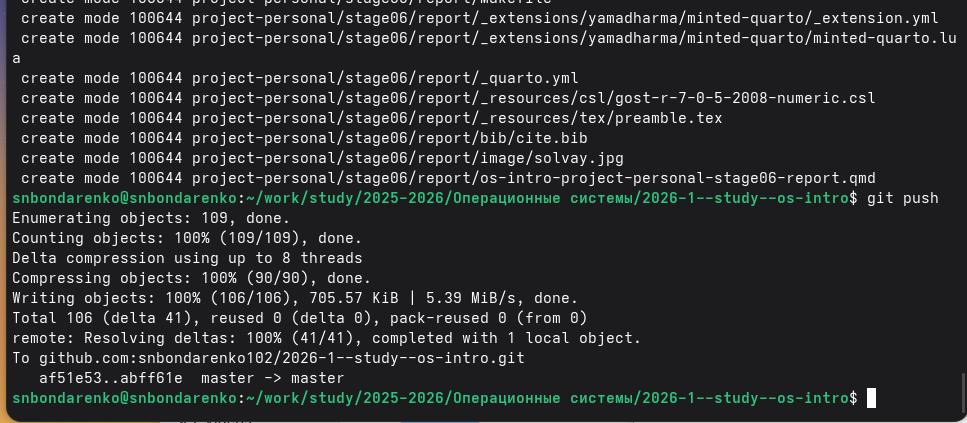 create mode 100644 project-personal/stage06/report/Makefile
create mode 100644 project-personal/stage06/report/_extensions/yamadharma/minted-quarto/_extension.yml
create mode 100644 project-personal/stage06/report/_extensions/yamadharma/minted-quarto/minted-quarto.lu
a
create mode 100644 project-personal/stage06/report/_quarto.yml
create mode 100644 project-personal/stage06/report/_resources/csl/gost-r-7-0-5-2008-numeric.csl
create mode 100644 project-personal/stage06/report/_resources/tex/preamble.tex
create mode 100644 project-personal/stage06/report/bib/cite.bib
create mode 100644 project-personal/stage06/report/image/solvay.jpg
create mode 100644 project-personal/stage06/report/os-intro-project-personal-stage06-report.qmd
snbondarenko@snbondarenko:~/work/study/2025-2026/Операционные системы/2026-1--study--os-intro$ git push
Enumerating objects: 109, done.
Counting objects: 100% (109/109), done.
Delta compression using up to 8 threads
Compressing objects: 100% (90/90), done.
Writing objects: 100% (106/106), 705.57 KiB | 5.39 MiB/s, done.
Total 106 (delta 41), reused 0 (delta 0), pack-reused 0 (from 0)
remote: Resolving deltas: 100% (41/41), completed with 1 local object.
To github.com:snbondarenko102/2026-1--study--os-intro.git
af51e53..abff61e  master -> master
snbondarenko@snbondarenko:~/work/study/2025-2026/Операционные системы/2026-1--study--os-intro$